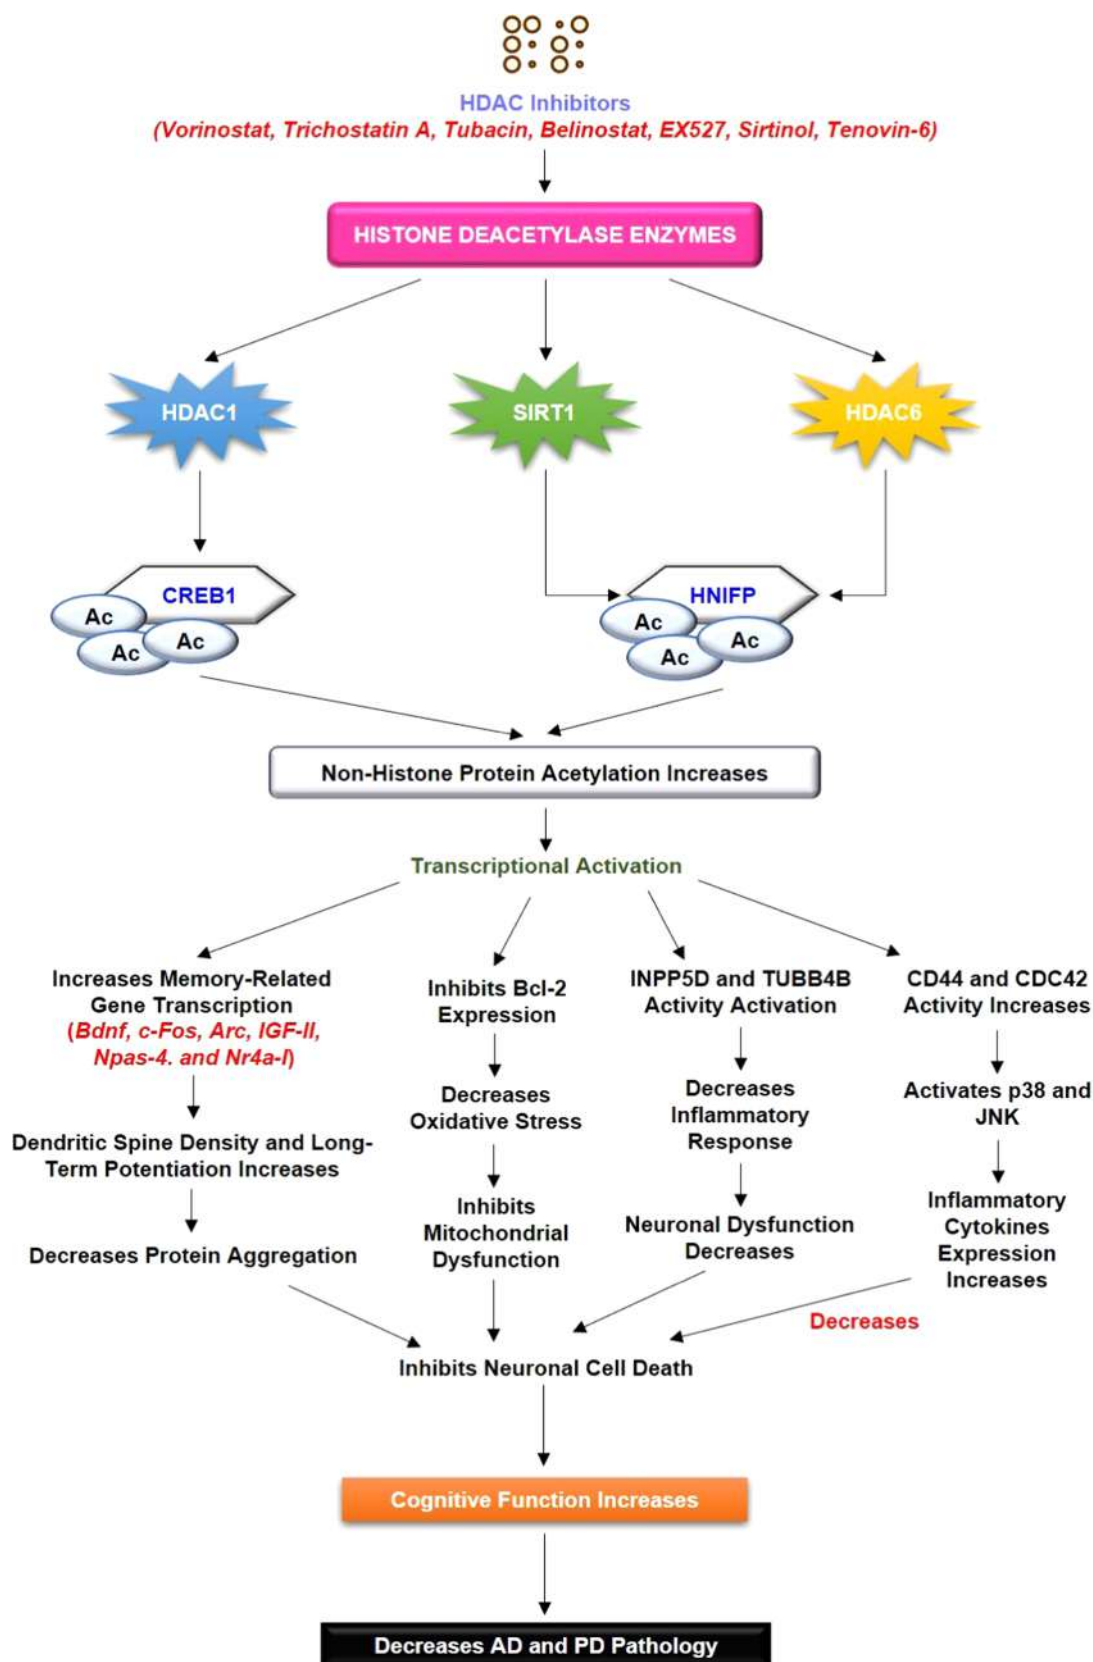 HDAC Inhibitors
(Vorinostat, Trichostatin A, Tubacin, Belinostat, EX527, Sirtinol, Tenovin-6)
HISTONE DEACETYLASE ENZYMES
HDAC1
SIRT1
HDAC6
CREB1
Ac
Ac
Ac
HNIFP
Ac
Ac
Ac
Non-Histone Protein Acetylation Increases
Transcriptional Activation
Increases Memory-Related
Gene Transcription
(Bdnf, c-Fos, Arc, IGF-II,
Npas-4. and Nr4a-I)
Dendritic Spine Density and Long-
Term Potentiation Increases
Decreases Protein Aggregation
Inhibits Bcl-2
Expression
Decreases
Oxidative Stress
Inhibits
Mitochondrial
Dysfunction
INPP5D and TUBB4B
Activity Activation
Decreases
Inflammatory
Response
Neuronal Dysfunction
Decreases
CD44 and CDC42
Activity Increases
Activates p38 and
JNK
Inflammatory
Cytokines
Expression
Increases
Decreases
Inhibits Neuronal Cell Death
Cognitive Function Increases
Decreases AD and PD Pathology